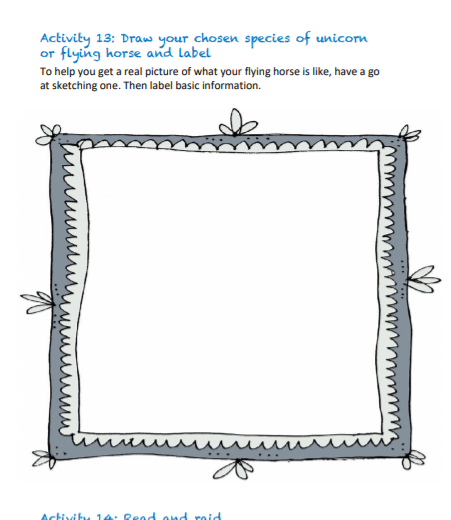 Activity 13: Draw your chosen species of unicorn
or flying horse and label
To help you get a real picture of what your flying horse is like, have a go
at sketching one. Then label basic information.
Activity 14: Read and raid